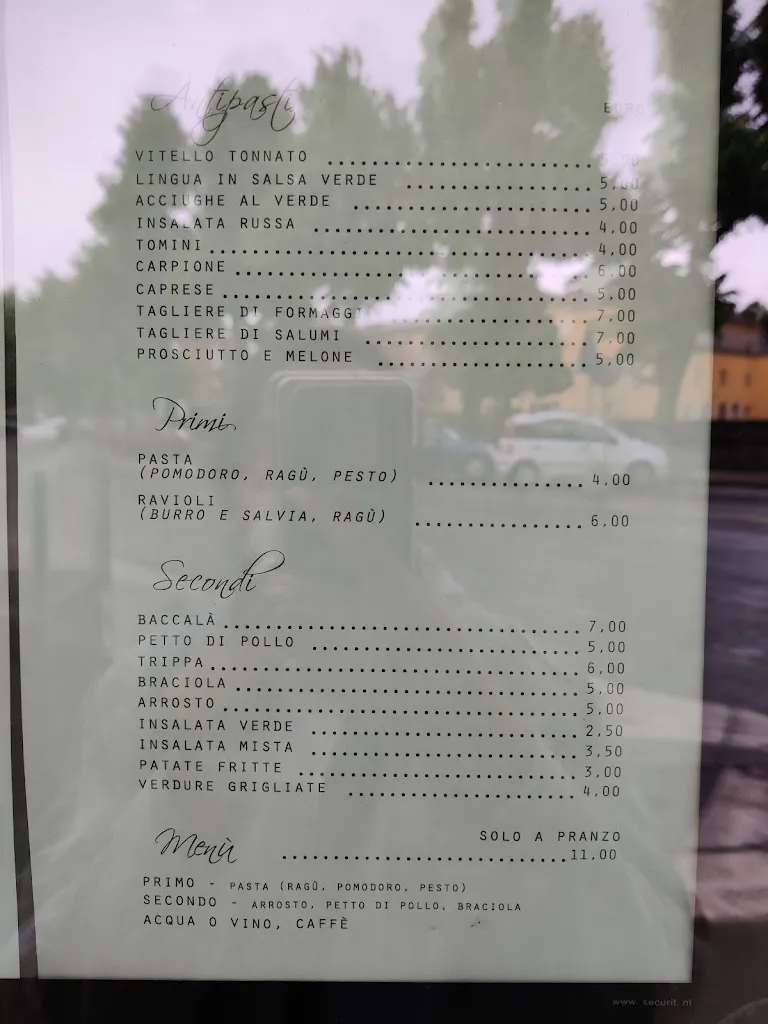 Antipasti EURO
VITELLO TONNATO ...............................
LINGUA IN SALSA VERDE ...................... 5,00
ACCIUGHE AL VERDE ........................... 5,00
INSALATA RUSSA ................................ 4,00
TOMINI ............................................ 4,00
CARPIONE ........................................ 6,00
CAPRESE .......................................... 5,00
TAGLIERE DI FORMAGGI ....................... 7,00
TAGLIERE DI SALUMI .......................... 7,00
PROSCIUTTO E MELONE ........................ 5,00
Primi
PASTA
(POMODORO, RAGÙ, PESTO) ................. 4,00
RAVIOLI
(BURRO E SALVIA, RAGÙ) ................... 6,00
Secondi
BACCALÀ ......................................... 7,00
PETTO DI POLLO ............................... 5,00
TRIPPA ........................................... 6,00
BRACIOLA ....................................... 5,00
ARROSTO ......................................... 5,00
INSALATA VERDE .............................. 2,50
INSALATA MISTA .............................. 3,50
PATATE FRITTE ................................ 3,00
VERDURE GRIGLIATE .......................... 4,00
SOLO A PRANZO
Menù ................................ 11,00
PRIMO - PASTA (RAGÙ, POMODORO, PESTO)
SECONDO - ARROSTO, PETTO DI POLLO, BRACIOLA
ACQUA O VINO, CAFFÈ
www.securit.nl